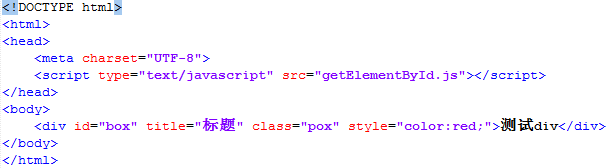 <!DOCTYPE html>
<html>
<head>
<meta charset="UTF-8">
<script type="text/javascript" src="getElementById.js"></script>
</head>
<body>
<div id="box" title="标题" class="pox" style="color:red;">测试div</div>
</body>
</html>